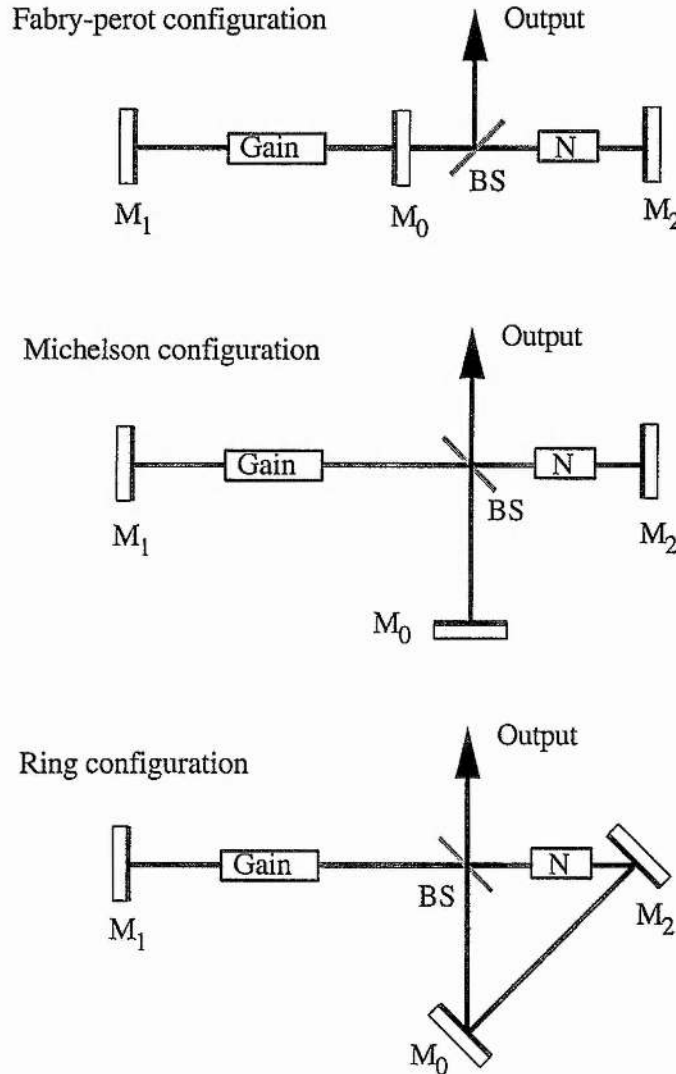 Fabry-perot configuration
Output
Gain
N
BS
M1
M0
M2
Michelson configuration
Output
Gain
N
BS
M1
M2
M0
Ring configuration
Output
Gain
N
BS
M1
M2
M0